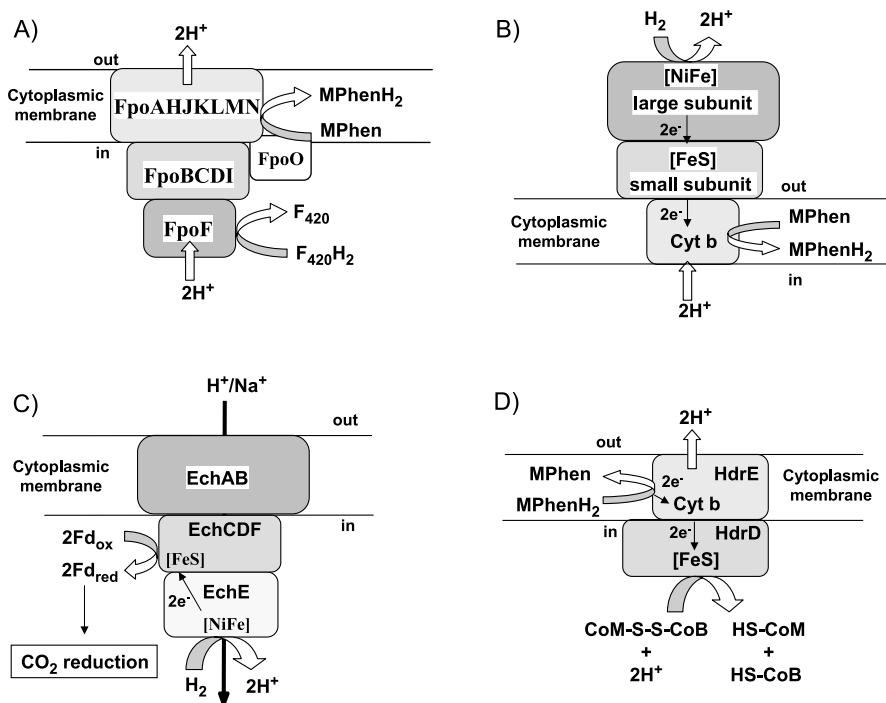 A)
2H⁺
out
Cytoplasmic
membrane
FpoAHJKLMN
MPhenH₂
MPhen
in
FpoO
FpoBCDI
FpoF
F₄₂₀
F₄₂₀H₂
2H⁺
B)
H₂
2H⁺
[NiFe]
large subunit
2e⁻
[FeS]
small subunit
out
2e⁻
Cytoplasmic
membrane
Cyt b
MPhen
MPhenH₂
in
2H⁺
C)
H⁺/Na⁺
out
Cytoplasmic
membrane
EchAB
in
EchCDF
2Fdox
[FeS]
2Fdred
EchE
2e⁻
[NiFe]
CO₂ reduction
H₂
2H⁺
D)
2H⁺
out
MPhen
HdrE
2e⁻
MPhenH₂
Cyt b
Cytoplasmic
membrane
in
2e⁻
HdrD
[FeS]
CoM-S-S-CoB
+
2H⁺
HS-CoM
+
HS-CoB